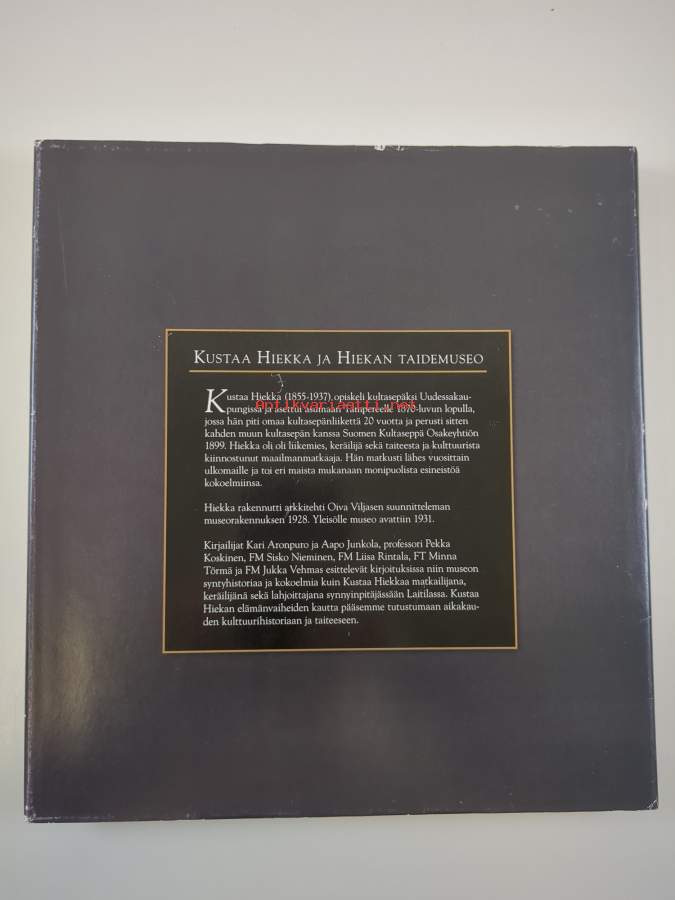 KUSTAA HIEKKA JA HIEKAN TAIDEMUSEO
Kustaa Hiekka (1855-1937) opiskeli kultasepäksi Uudessakau-
Antikvariaatti.net
pungissa ja asettui asumaan Tampereelle 1870-luvun lopulla,
jossa hän piti omaa kultasepänliikettä 20 vuotta ja perusti sitten
kahden muun kultasepän kanssa Suomen Kultaseppä Osakeyhtiön
1899. Hiekka oli oli liikemies, keräilijä sekä taiteesta ja kulttuurista
kiinnostunut maailmanmatkaaja. Hän matkusti lähes vuosittain
ulkomaille ja toi eri maista mukanaan monipuolista esineistöä
kokoelmiinsa.
Hiekka rakennutti arkkitehti Oiva Viljasen suunnitteleman
museorakennuksen 1928. Yleisölle museo avattiin 1931.
Kirjailijat Kari Aronpuro ja Aapo Junkola, professori Pekka
Koskinen, FM Sisko Nieminen, FM Liisa Rintala, FT Minna
Törmä ja FM Jukka Vehmas esittelevät kirjoituksissa niin museon
syntyhistoriaa ja kokoelmia kuin Kustaa Hiekkaa matkailijana,
keräilijänä sekä lahjoittajana synnyinpitäjässään Laitilassa. Kustaa
Hiekan elämänvaiheiden kautta pääsemme tutustumaan aikakau-
den kulttuurihistoriaan ja taiteeseen.